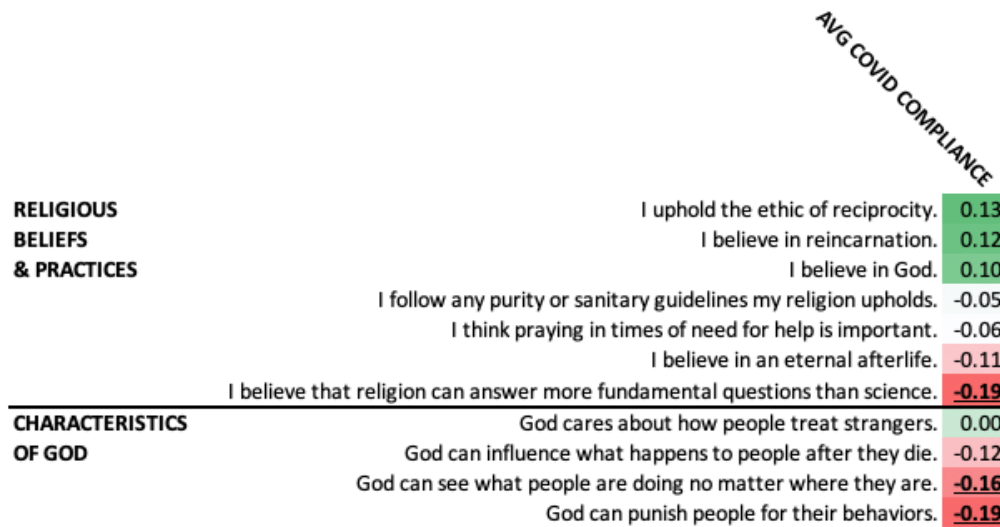 AVG COVID COMPLIANCE
RELIGIOUS I uphold the ethic of reciprocity. 0.13
BELIEFS I believe in reincarnation. 0.12
& PRACTICES I believe in God. 0.10
I follow any purity or sanitary guidelines my religion upholds. -0.05
I think praying in times of need for help is important. -0.06
I believe in an eternal afterlife. -0.11
I believe that religion can answer more fundamental questions than science. -0.19
CHARACTERISTICS God cares about how people treat strangers. 0.00
OF GOD God can influence what happens to people after they die. -0.12
God can see what people are doing no matter where they are. -0.16
God can punish people for their behaviors. -0.19